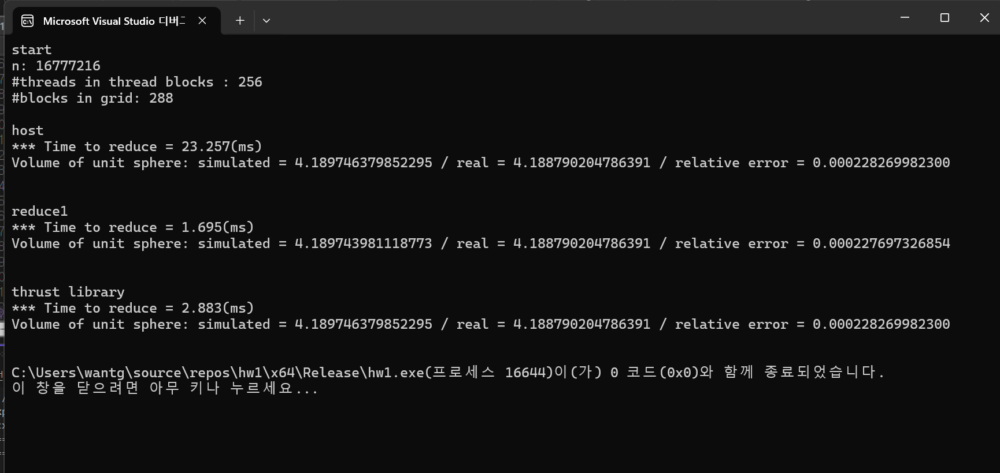 Microsoft Visual Studio 디버그
start
n: 16777216
#threads in thread blocks : 256
#blocks in grid: 288
host
*** Time to reduce = 23.257(ms)
Volume of unit sphere: simulated = 4.189746379852295 / real = 4.188790204786391 / relative error = 0.000228269982300
reduce1
*** Time to reduce = 1.695(ms)
Volume of unit sphere: simulated = 4.189743981118773 / real = 4.188790204786391 / relative error = 0.000227697326854
thrust library
*** Time to reduce = 2.883(ms)
Volume of unit sphere: simulated = 4.189746379852295 / real = 4.188790204786391 / relative error = 0.000228269982300
C:\Users\wantg\source\repos\hw1\x64\Release\hw1.exe(프로세스 16644)이(가) 0 코드(0x0)와 함께 종료되었습니다.
이 창을 닫으려면 아무 키나 누르세요...